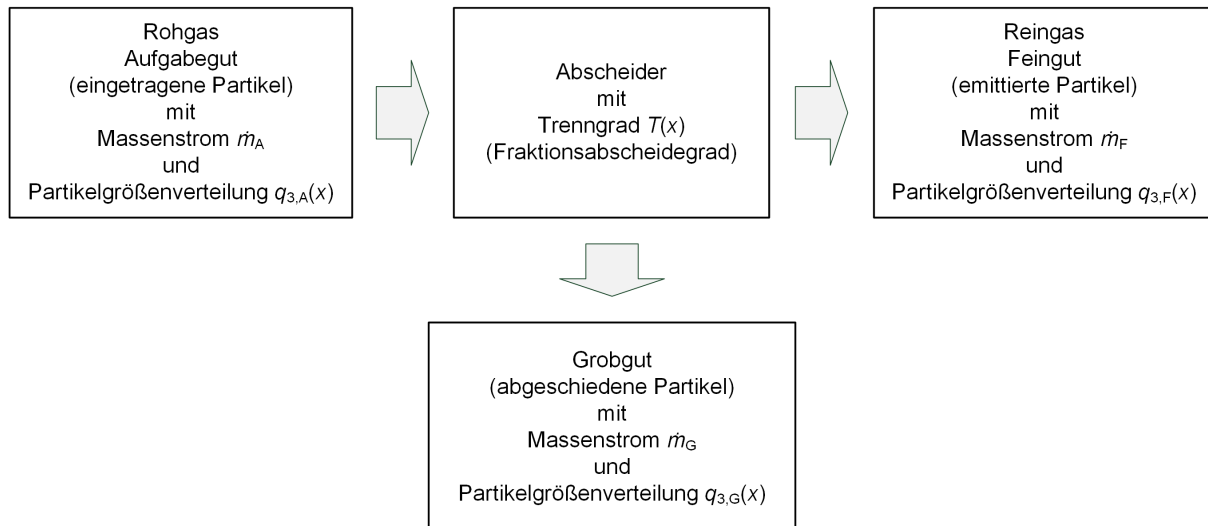 Rohgas
Aufgabegut
(eingetragene Partikel)
mit
Massenstrom ṁA
und
Partikelgrößenverteilung q3,A(x)
Abscheider
mit
Trenngrad T(x)
(Fraktionsabscheidegrad)
Reingas
Feingut
(emittierte Partikel)
mit
Massenstrom ṁF
und
Partikelgrößenverteilung q3,F(x)
Grobgut
(abgeschiedene Partikel)
mit
Massenstrom ṁG
und
Partikelgrößenverteilung q3,G(x)